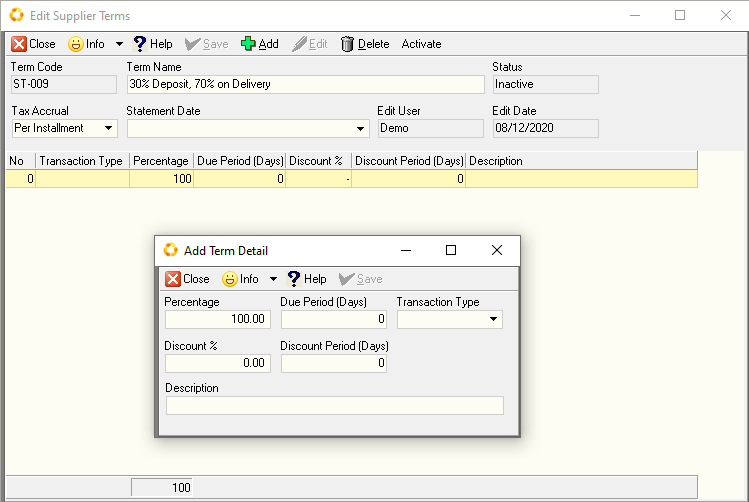 Edit Supplier Terms
Close Info Help Save Add Edit Delete Activate
Term Code Term Name Status
ST-009 30% Deposit, 70% on Delivery Inactive
Tax Accrual Statement Date Edit User Edit Date
Per Installment Demo 08/12/2020
No Transaction Type Percentage Due Period (Days) Discount % Discount Period (Days) Description
0 100 0 - 0
Add Term Detail
Close Info Help Save
Percentage Due Period (Days) Transaction Type
100.00 0
Discount % Discount Period (Days)
0.00 0
Description
100